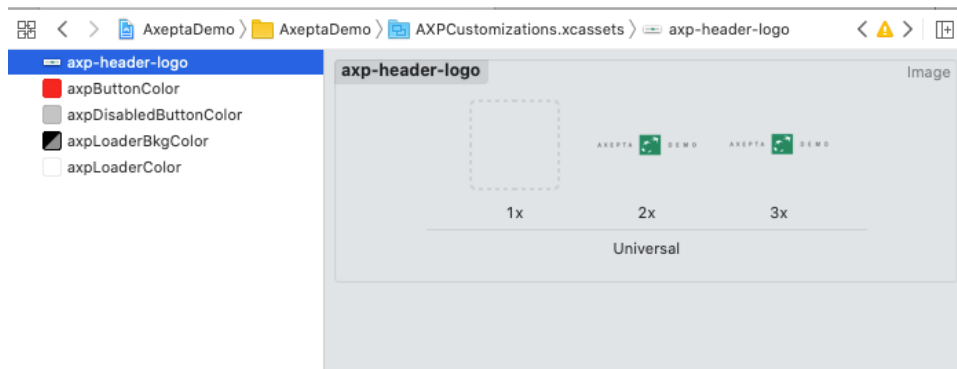 AxeptaDemo AxeptaDemo AXPCustomizations.xcassets axp-header-logo
axp-header-logo
axpButtonColor
axpDisabledButtonColor
axpLoaderBkgColor
axpLoaderColor
axp-header-logo Image
AXEPTA DEMO AXEPTA DEMO
1x 2x 3x
Universal